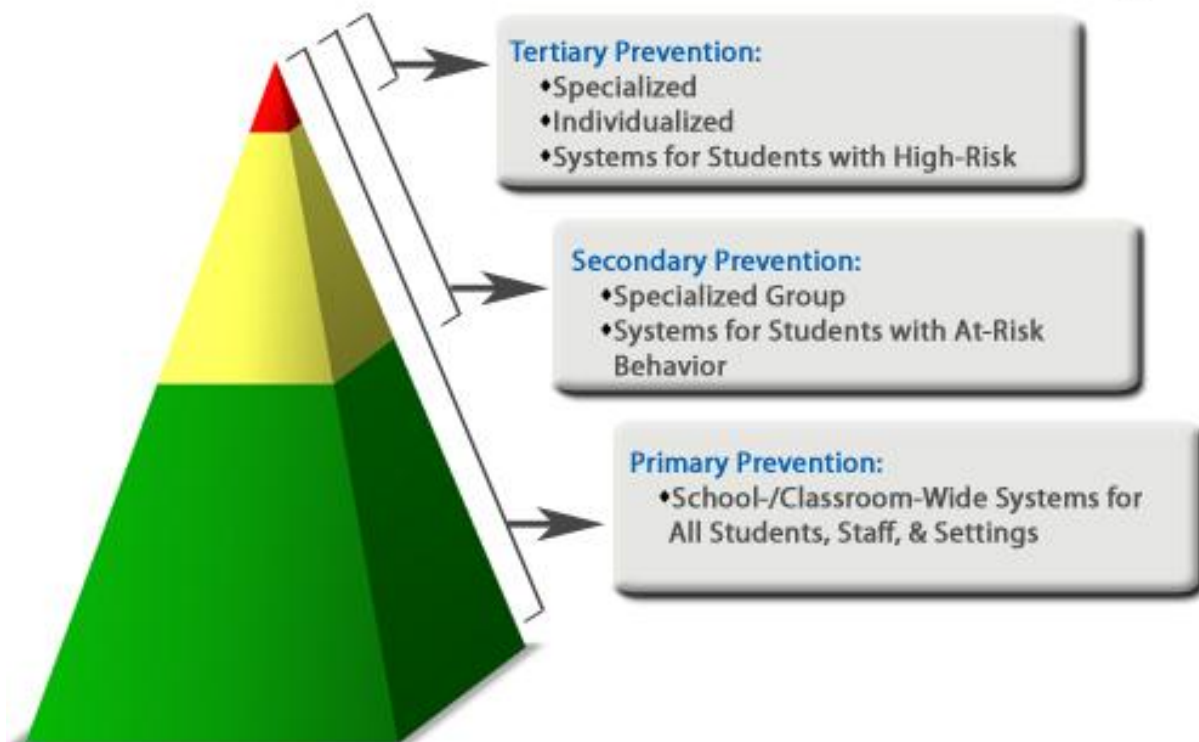 Tertiary Prevention:
♦Specialized
♦Individualized
♦Systems for Students with High-Risk
Secondary Prevention:
♦Specialized Group
♦Systems for Students with At-Risk
Behavior
Primary Prevention:
♦School-/Classroom-Wide Systems for
All Students, Staff, & Settings